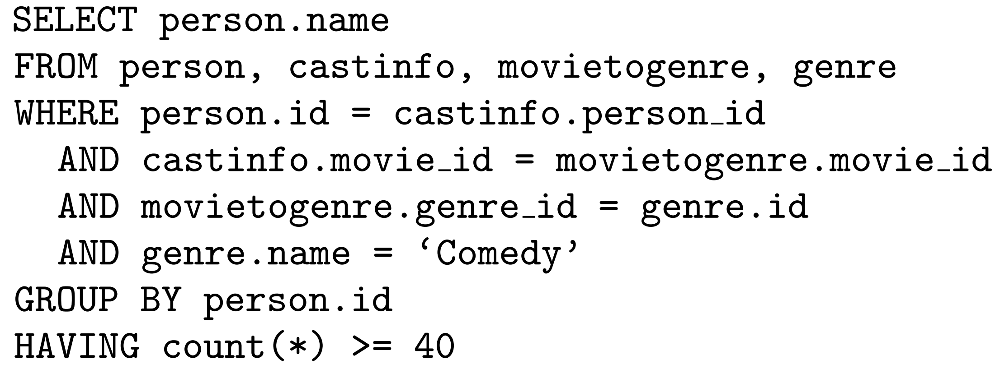 SELECT person.name
FROM person, castinfo, movietogenre, genre
WHERE person.id = castinfo.person_id
AND castinfo.movie_id = movietogenre.movie_id
AND movietogenre.genre_id = genre.id
AND genre.name = ‘Comedy’
GROUP BY person.id
HAVING count(*) >= 40